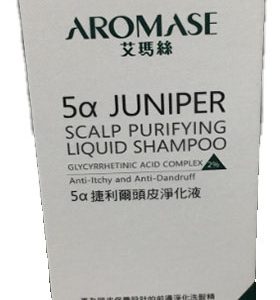 AROMASE
艾瑪絲
5α JUNIPER
SCALP PURIFYING
LIQUID SHAMPOO
GLYCYRRHETINIC ACID COMPLEX 2%
Anti-Itchy and Anti-Dandruff
5α捷利爾頭皮淨化液